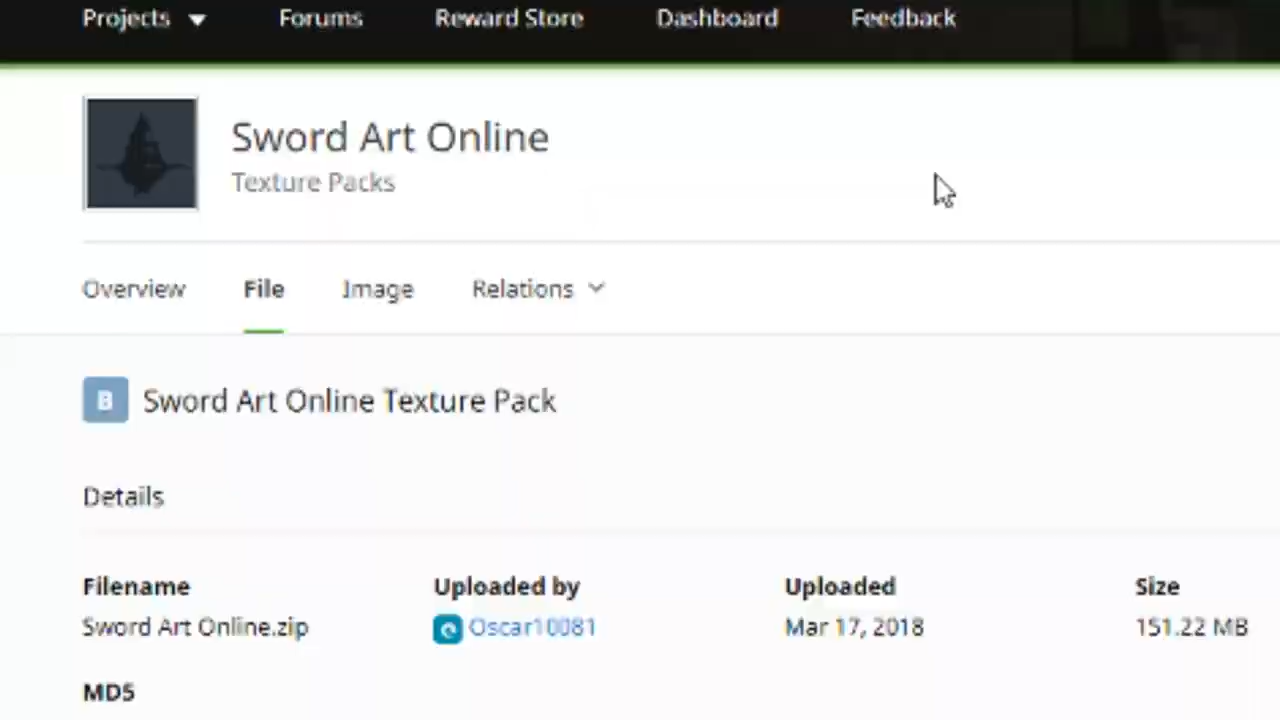 Projects Forums Reward Store Dashboard Feedback
Sword Art Online
Texture Packs
Overview File Image Relations
B Sword Art Online Texture Pack
Details
Filename Uploaded by Uploaded Size
Sword Art Online.zip Oscar10081 Mar 17, 2018 151.22 MB
MD5